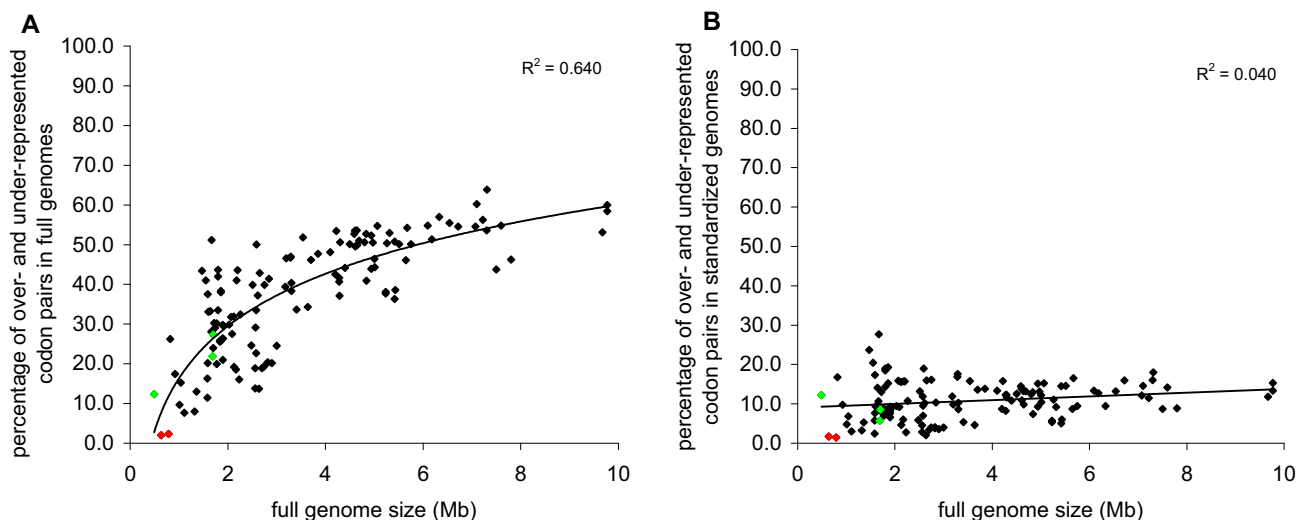 A
percentage of over- and under-represented
codon pairs in full genomes
100.0
90.0
80.0
70.0
60.0
50.0
40.0
30.0
20.0
10.0
0.0
R² = 0.640
0 2 4 6 8 10
full genome size (Mb)
B
percentage of over- and under-represented
codon pairs in standardized genomes
100.0
90.0
80.0
70.0
60.0
50.0
40.0
30.0
20.0
10.0
0.0
R² = 0.040
0 2 4 6 8 10
full genome size (Mb)